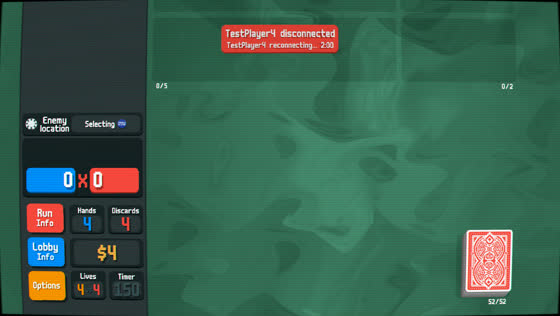 TestPlayer4 disconnected
TestPlayer4 reconnecting... 2:00
0/5
0/2
Enemy location
Selecting
0 X 0
Run Info
Hands
4
Discards
4
Lobby Info
$4
Options
Lives
4 4
Timer
150
52/52